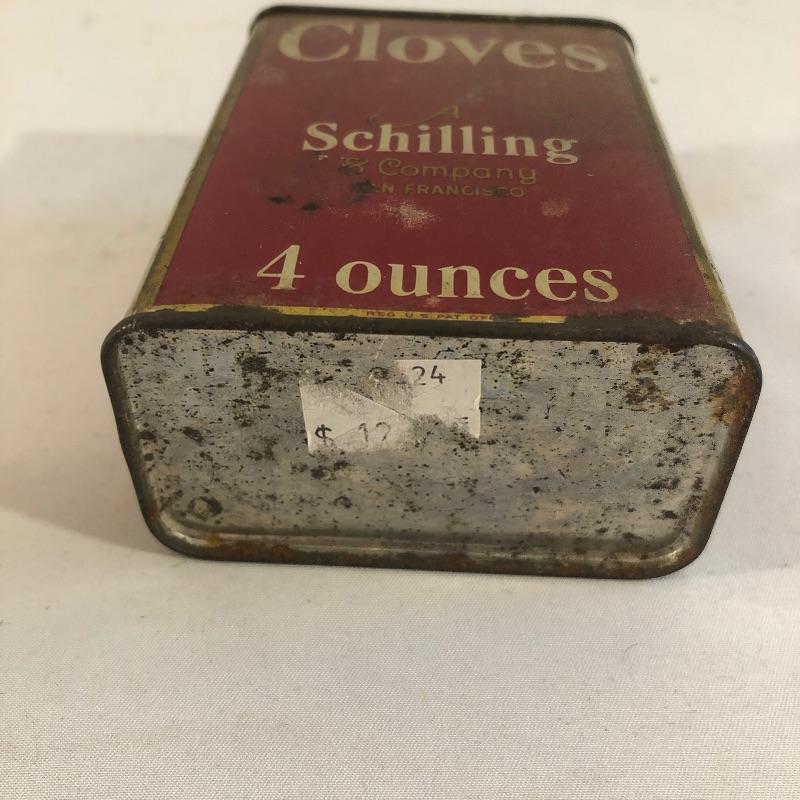 Cloves
A
Schilling
& Company
SAN FRANCISCO
4 ounces
REG U.S. PAT OFF
24
$ 12